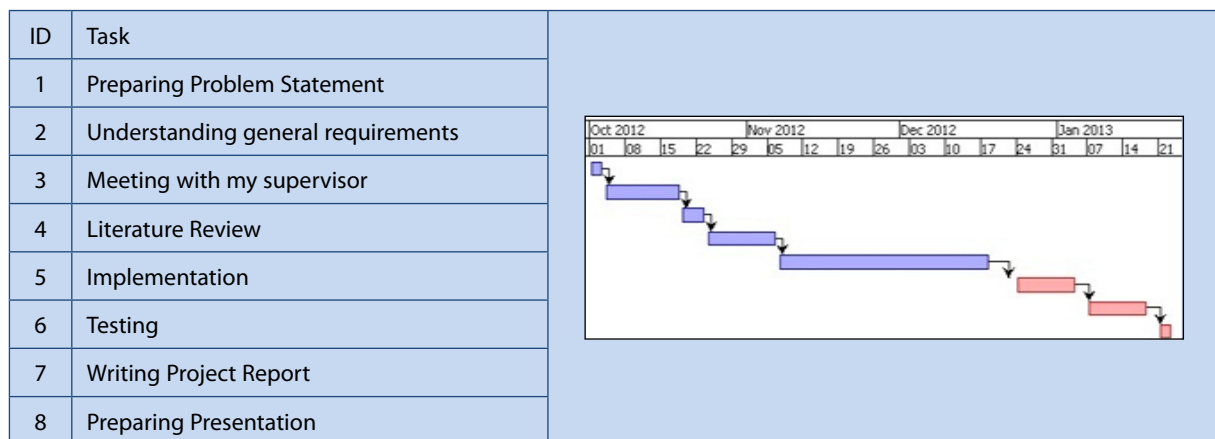 ID Task
1 Preparing Problem Statement
2 Understanding general requirements
3 Meeting with my supervisor
4 Literature Review
5 Implementation
6 Testing
7 Writing Project Report
8 Preparing Presentation
Oct 2012 Nov 2012 Dec 2012 Jan 2013
01 08 15 22 29 05 12 19 26 03 10 17 24 31 07 14 21